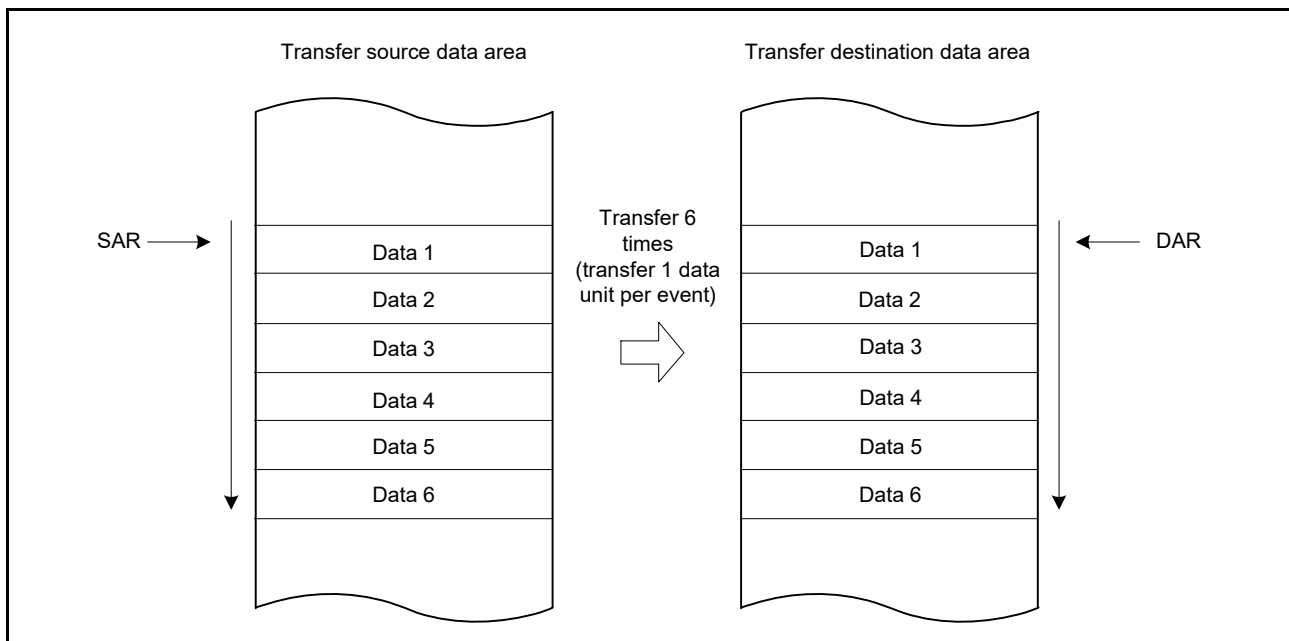 Transfer source data area
Transfer destination data area
SAR
Data 1
Data 2
Data 3
Data 4
Data 5
Data 6
Transfer 6
times
(transfer 1 data
unit per event)
Data 1
Data 2
Data 3
Data 4
Data 5
Data 6
DAR